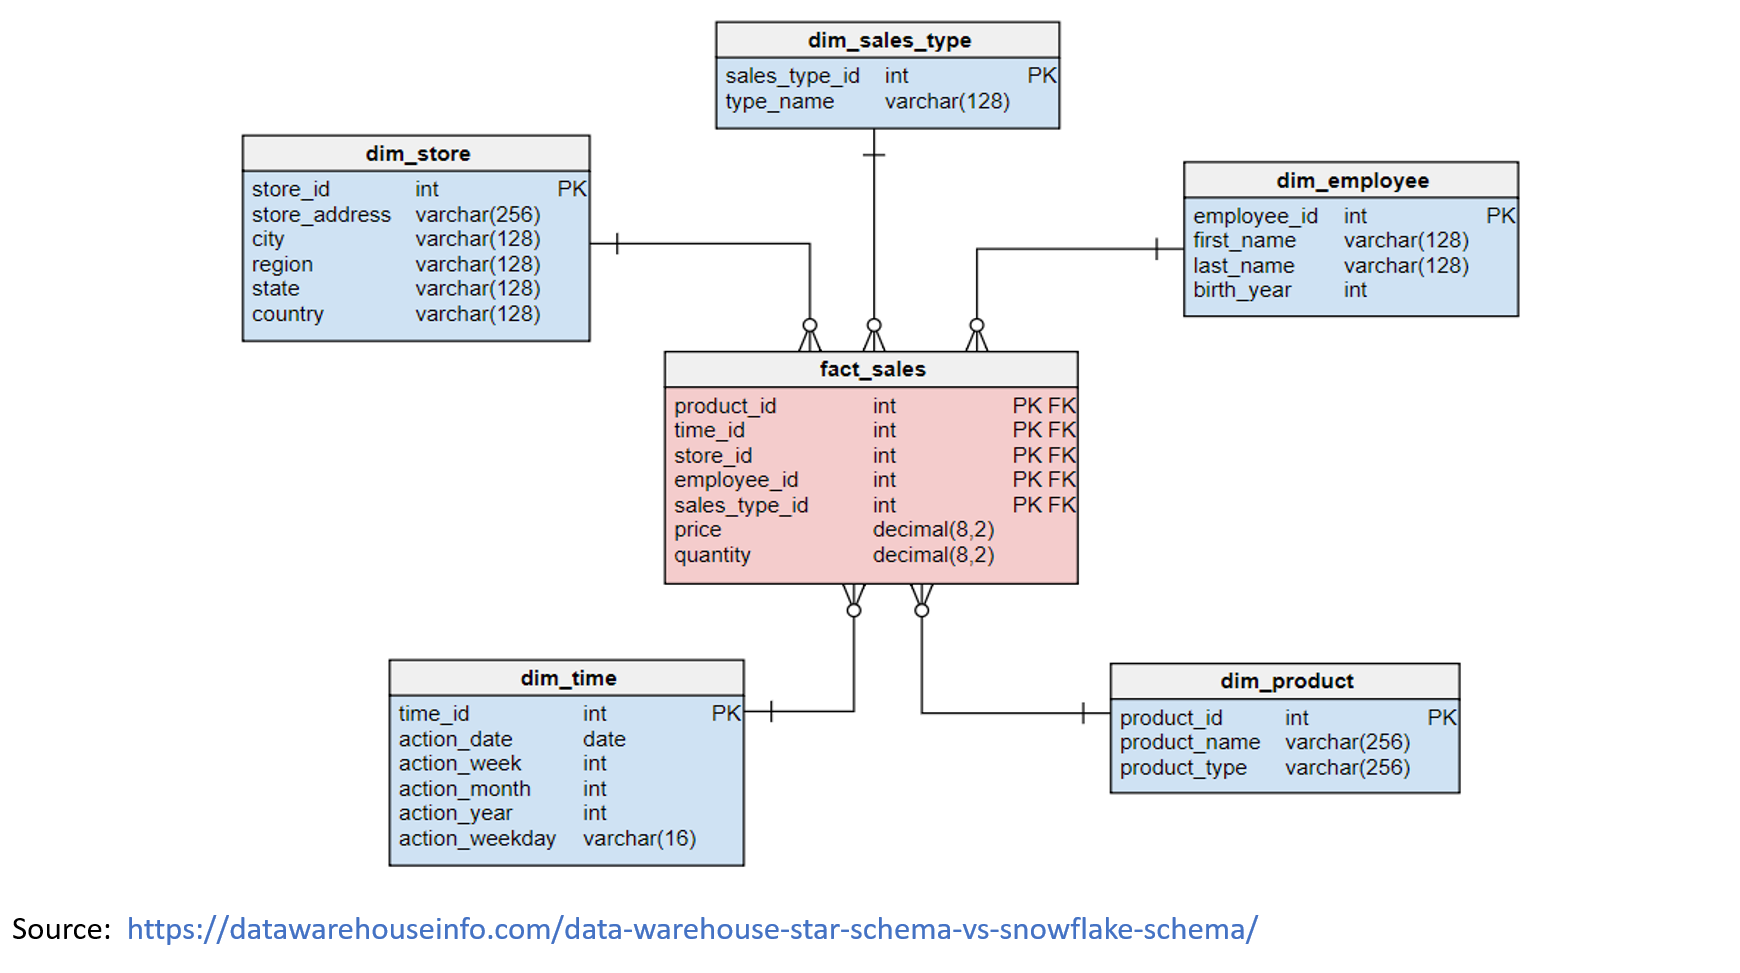 dim_sales_type
sales_type_id int PK
type_name varchar(128)
dim_store
store_id int PK
store_address varchar(256)
city varchar(128)
region varchar(128)
state varchar(128)
country varchar(128)
dim_employee
employee_id int PK
first_name varchar(128)
last_name varchar(128)
birth_year int
fact_sales
product_id int PK FK
time_id int PK FK
store_id int PK FK
employee_id int PK FK
sales_type_id int PK FK
price decimal(8,2)
quantity decimal(8,2)
dim_time
time_id int PK
action_date date
action_week int
action_month int
action_year int
action_weekday varchar(16)
dim_product
product_id int PK
product_name varchar(256)
product_type varchar(256)
Source: https://datawarehouseinfo.com/data-warehouse-star-schema-vs-snowflake-schema/